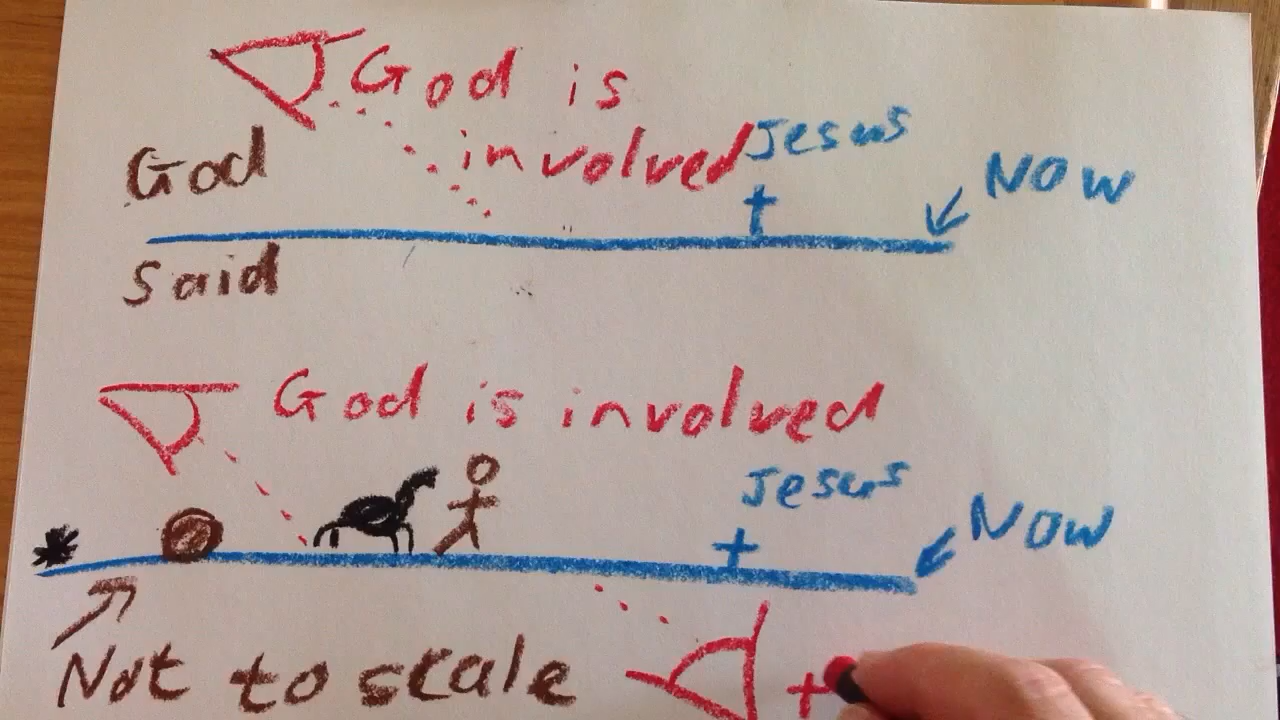 God is
involved
Jesus
Now
God
said
God is involved
Jesus
Now
Not to scale